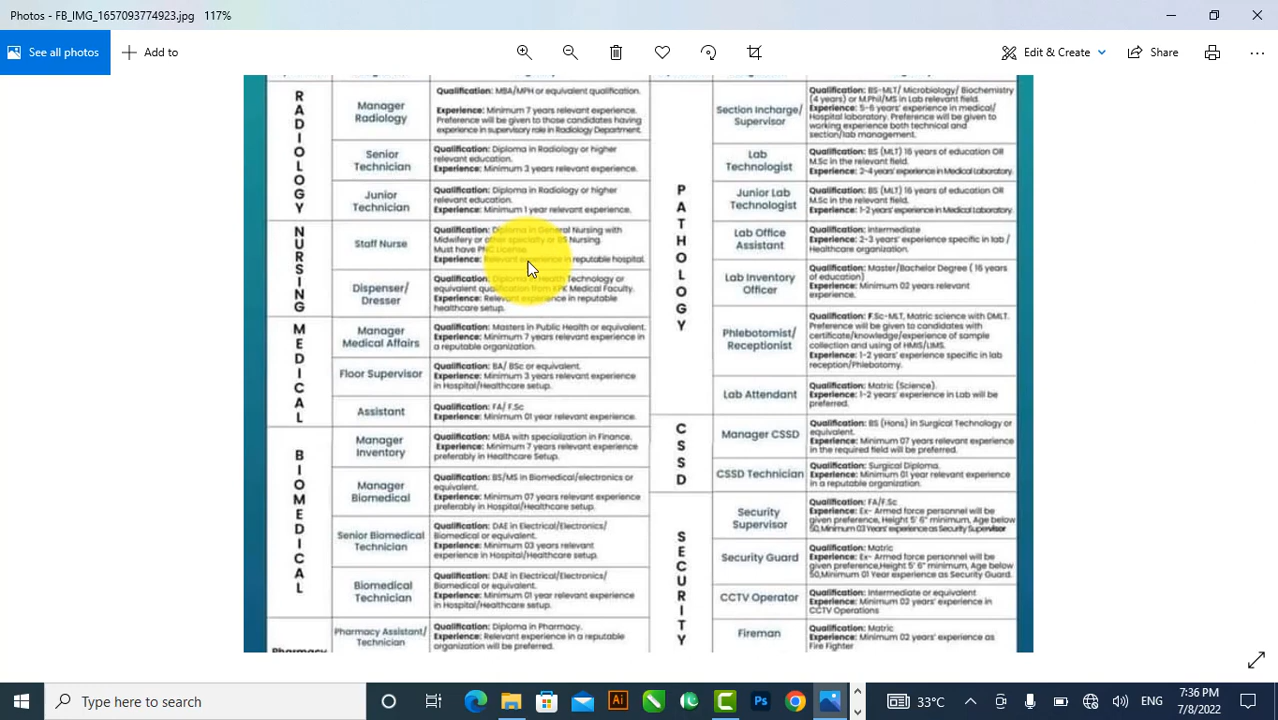 Photos - FB_IMG_1657093774923.jpg 117%
See all photos
Add to
Edit & Create
Share
RADIOLOGY
Manager
Radiology
Qualification: MBA/MPH or equivalent qualification.
Experience: Minimum 7 years relevant experience.
Preference will be given to those candidates having
experience in supervisory role in Radiology Department.
Senior
Technician
Qualification: Diploma in Radiology or higher
relevant education.
Experience: Minimum 3 years relevant experience.
Junior
Technician
Qualification: Diploma in Radiology or higher
relevant education.
Experience: Minimum 1 year relevant experience.
NURSING
Staff Nurse
Qualification: Diploma in General Nursing with
Midwifery or other specialty or BS Nursing.
Must have PNC License.
Experience: Relevant experience in reputable hospital.
Dispenser/
Dresser
Qualification: Diploma in Health Technology or
equivalent qualification from KPK Medical Faculty.
Experience: Relevant experience in reputable
healthcare setup.
MEDICAL
Manager
Medical Affairs
Qualification: Masters in Public Health or equivalent.
Experience: Minimum 7 years relevant experience in
a reputable organization.
Floor Supervisor
Qualification: BA/ BSc or equivalent.
Experience: Minimum 3 years relevant experience
in Hospital/Healthcare setup.
Assistant
Qualification: FA/ F.Sc
Experience: Minimum 01 year relevant experience.
BIOMEDICAL
Manager
Inventory
Qualification: MBA with specialization in Finance.
Experience: Minimum 7 years relevant experience
preferably in Healthcare Setup.
Manager
Biomedical
Qualification: BS/MS in Biomedical/electronics or
equivalent.
Experience: Minimum 07 years relevant experience
preferably in Hospital/Healthcare setup.
Senior Biomedical
Technician
Qualification: DAE in Electrical/Electronics/
Biomedical or equivalent.
Experience: Minimum 03 years relevant
experience in Hospital/Healthcare setup.
Biomedical
Technician
Qualification: DAE in Electrical/Electronics/
Biomedical or equivalent.
Experience: Minimum 01 year relevant experience
in Hospital/Healthcare setup.
Pharmacy
Pharmacy Assistant/
Technician
Qualification: Diploma in Pharmacy.
Experience: Relevant experience in a reputable
organization will be preferred.
PATHOLOGY
Section Incharge/
Supervisor
Qualification: BS-MLT/ Microbiology/ Biochemistry
(4 years) or M.Phil/MS in Lab relevant field.
Experience: 5-6 years' experience in medical/
Hospital laboratory. Preference will be given to
working experience both technical and
section/lab management.
Lab
Technologist
Qualification: BS (MLT) 16 years of education OR
M.Sc in the relevant field.
Experience: 2-4 years' experience in Medical Laboratory.
Junior Lab
Technologist
Qualification: BS (MLT) 16 years of education OR
M.Sc in the relevant field.
Experience: 1-2 years' experience in Medical Laboratory.
Lab Office
Assistant
Qualification: Intermediate
Experience: 2-3 years' experience specific in lab /
Healthcare organization.
Lab Inventory
Officer
Qualification: Master/Bachelor Degree ( 16 years
of education)
Experience: Minimum 02 years relevant
experience.
Phlebotomist/
Receptionist
Qualification: F.Sc-MLT, Matric science with DMLT.
Preference will be given to candidates with
certificate/knowledge/experience of sample
collection and using of HMIS/LIMS.
Experience: 1-2 years' experience specific in lab
reception/Phlebotomy.
Lab Attendant
Qualification: Matric (Science).
Experience: 1-2 years' experience in Lab will be
preferred.
CSSD
Manager CSSD
Qualification: BS (Hons) in Surgical Technology or
equivalent.
Experience: Minimum 07 years relevant experience
in the required field will be preferred.
CSSD Technician
Qualification: Surgical Diploma.
Experience: Minimum 01 year relevant experience
in a reputable organization.
SECURITY
Security
Supervisor
Qualification: FA/F.Sc
Experience: Ex- Armed force personnel will be
given preference, Height 5' 6" minimum, Age below
50, Minimum 03 Years' experience as Security Supervisor
Security Guard
Qualification: Matric
Experience: Ex- Armed force personnel will be
given preference,Height 5' 6" minimum, Age below
50,Minimum 01 Year experience as Security Guard.
CCTV Operator
Qualification: Intermediate or equivalent
Experience: Minimum 02 years' experience in
CCTV Operations
Fireman
Qualification: Matric
Experience: Minimum 02 years' experience as
Fire Fighter
Type here to search
Ai
Ps
33°C
ENG
7:36 PM
7/8/2022